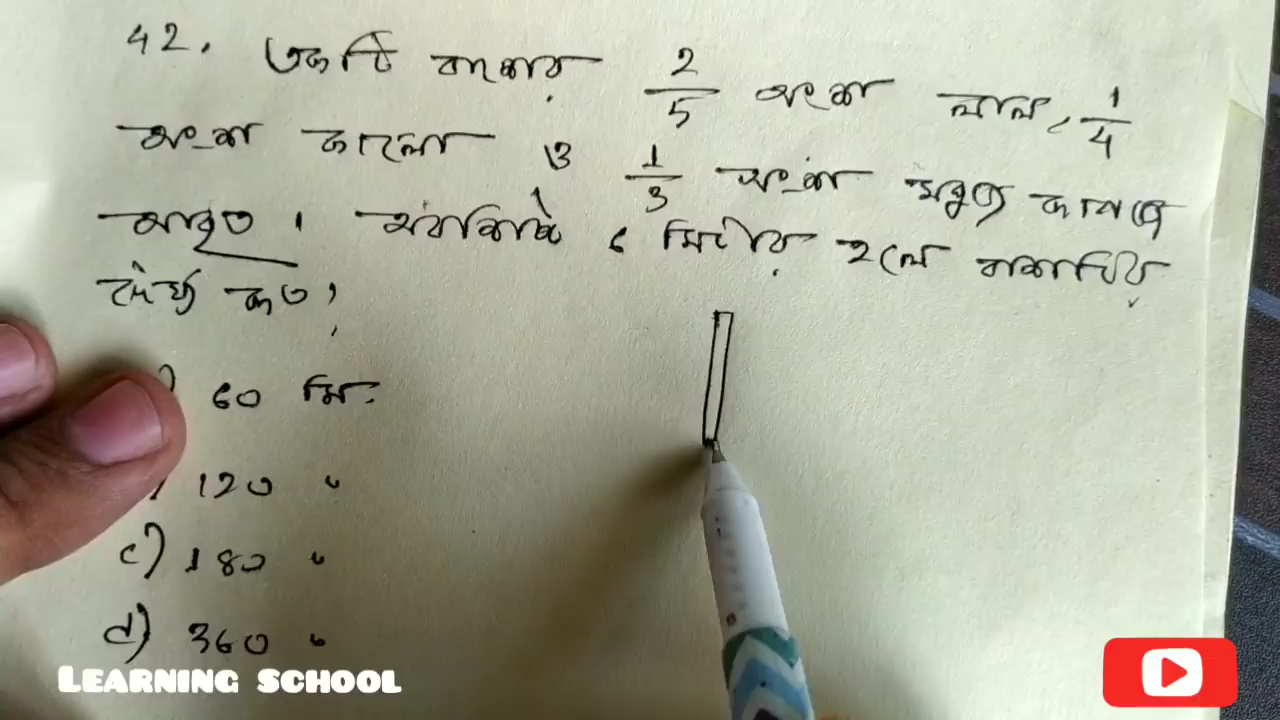 42. একটি বাঁশের 2/5 অংশ লাল, 1/4
অংশ কালো ও 1/3 অংশ সবুজ কাগজে
আবৃত। অবশিষ্ট 6 মিটার হলে বাঁশটির
দৈর্ঘ্য কত?
) 60 মি.
) 120 "
c) 180 "
d) 360 "
LEARNING SCHOOL